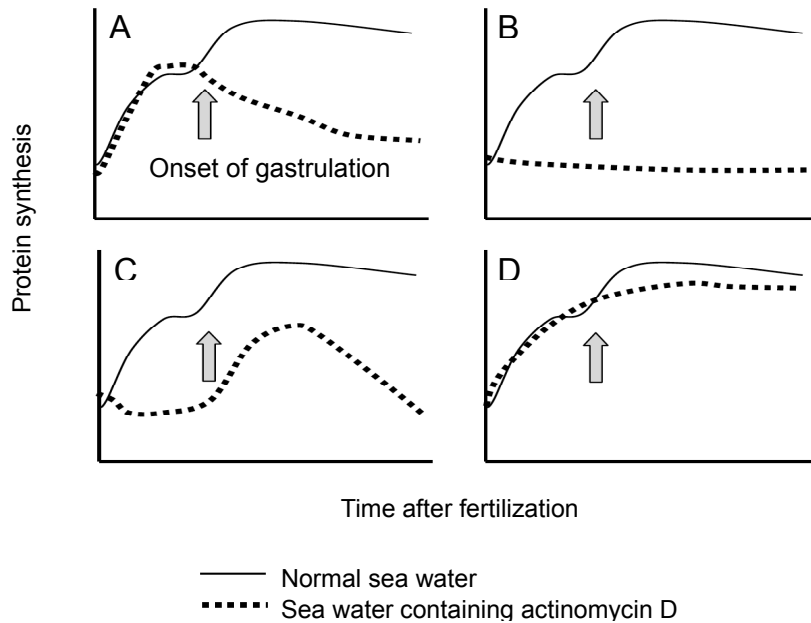 A
B
Onset of gastrulation
Protein synthesis
C
D
Time after fertilization
Normal sea water
Sea water containing actinomycin D